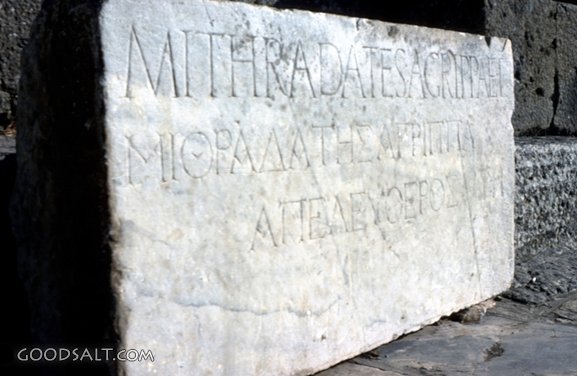 MITHRADATES AGRIPPAE
ΜΙΘΡΑΔΑΤΗΣ ΑΓΡΙΠΠΑ
ΑΠΕΛΕΥΘΕΡΟΣ
GOODSALT.COM